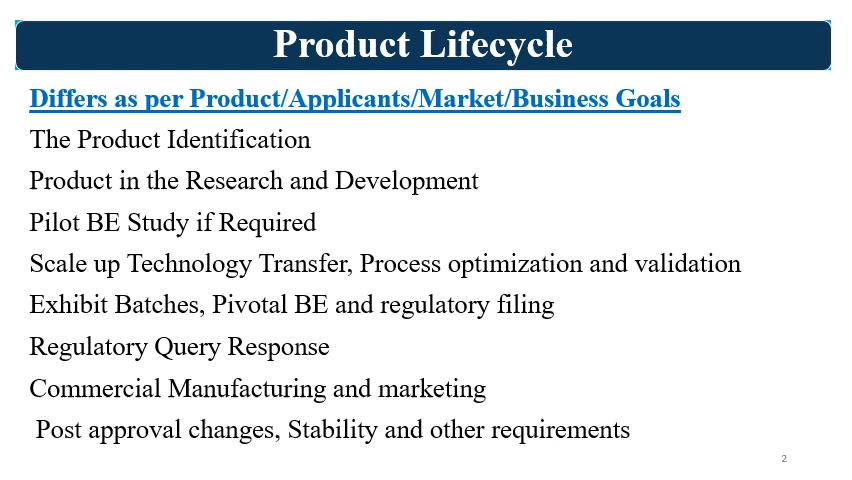 Product Lifecycle
Differs as per Product/Applicants/Market/Business Goals
The Product Identification
Product in the Research and Development
Pilot BE Study if Required
Scale up Technology Transfer, Process optimization and validation
Exhibit Batches, Pivotal BE and regulatory filing
Regulatory Query Response
Commercial Manufacturing and marketing
Post approval changes, Stability and other requirements
2